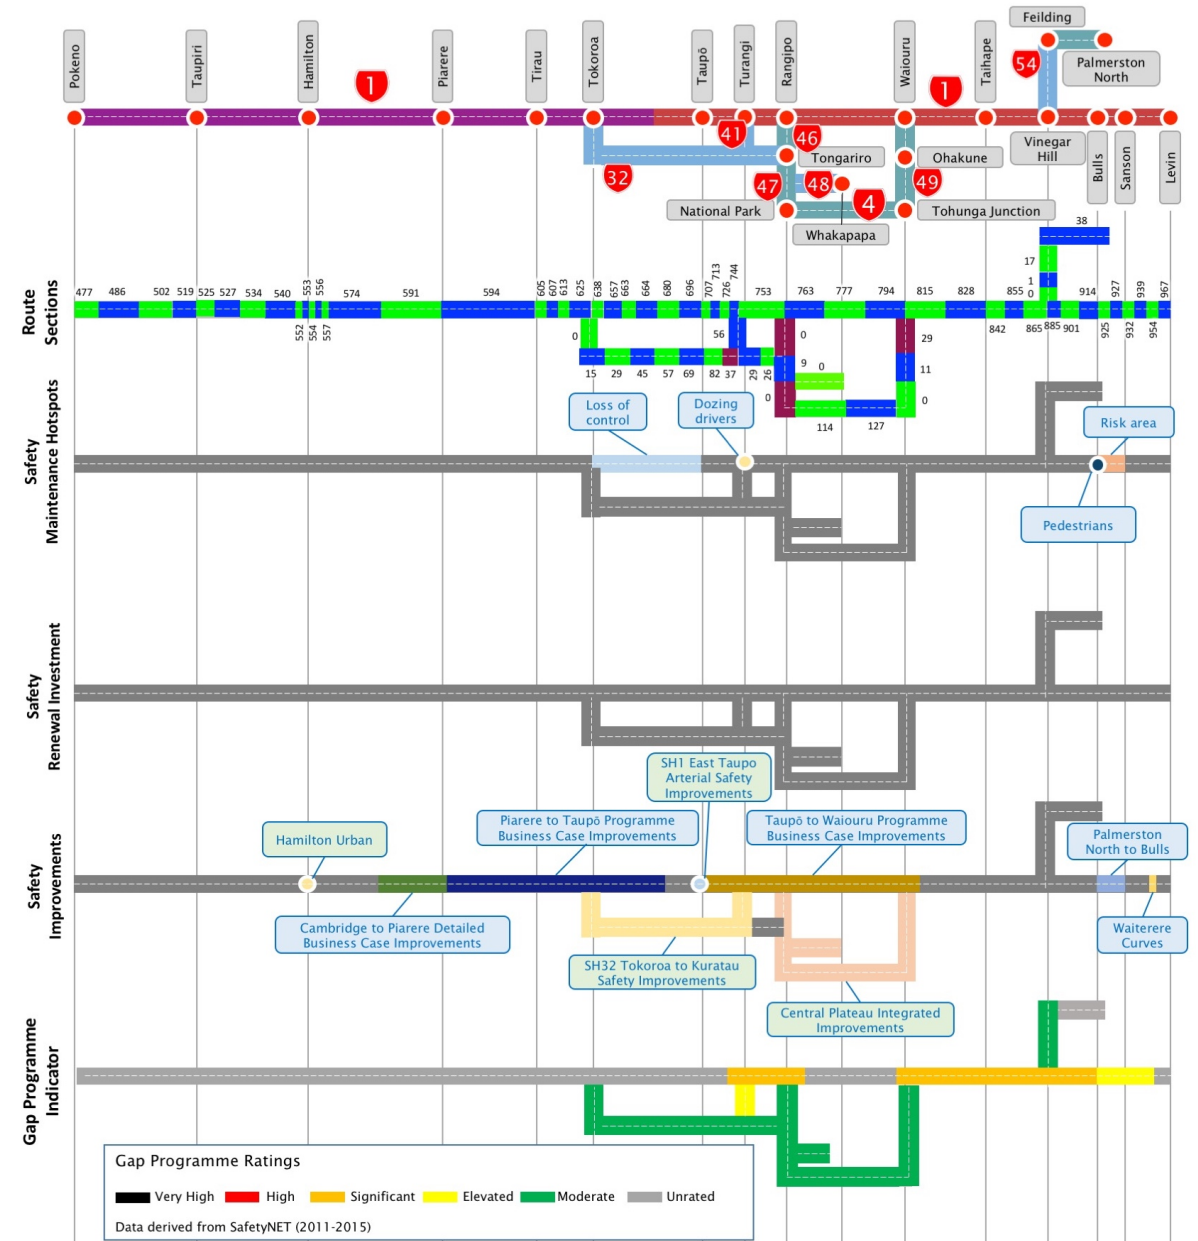 Pokeno
Taupiri
Hamilton
Piarere
Tirau
Tokoroa
Taupō
Turangi
Rangipo
Waiouru
Taihape
Feilding
Palmerston
North
1
1
54
41
46
32
47
48
49
4
Tongariro
Ohakune
Vinegar
Hill
Bulls
Sanson
Levin
National Park
Whakapapa
Tohunga Junction
Route
Sections
38
17
1
0
477
486
502
519
525
527
534
540
553
556
574
591
594
605
607
613
625
638
657
663
664
680
696
707
713
726
744
753
763
777
794
815
828
855
914
927
939
967
552
554
557
842
865
885
901
925
932
954
0
56
0
29
15
29
45
57
69
82
37
29
26
9
0
11
0
0
114
127
Safety
Maintenance Hotspots
Loss of
control
Dozing
drivers
Risk area
Pedestrians
Safety
Renewal Investment
Safety
Improvements
SH1 East Taupo
Arterial Safety
Improvements
Hamilton Urban
Piarere to Taupō Programme
Business Case Improvements
Taupō to Waiouru Programme
Business Case Improvements
Palmerston
North to Bulls
Cambridge to Piarere Detailed
Business Case Improvements
Waiterere
Curves
SH32 Tokoroa to Kuratau
Safety Improvements
Central Plateau Integrated
Improvements
Gap Programme
Indicator
Gap Programme Ratings
Very High
High
Significant
Elevated
Moderate
Unrated
Data derived from SafetyNET (2011-2015)